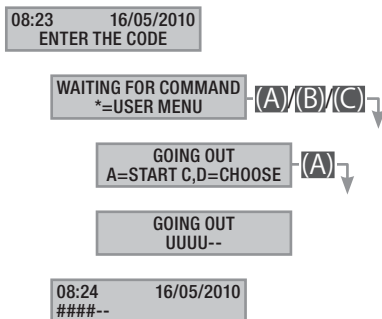 08:23 16/05/2010
ENTER THE CODE
WAITING FOR COMMAND
*=USER MENU
(A)/(B)/(C)
GOING OUT
A=START C,D=CHOOSE
(A)
GOING OUT
UUUU--
08:24 16/05/2010
####--